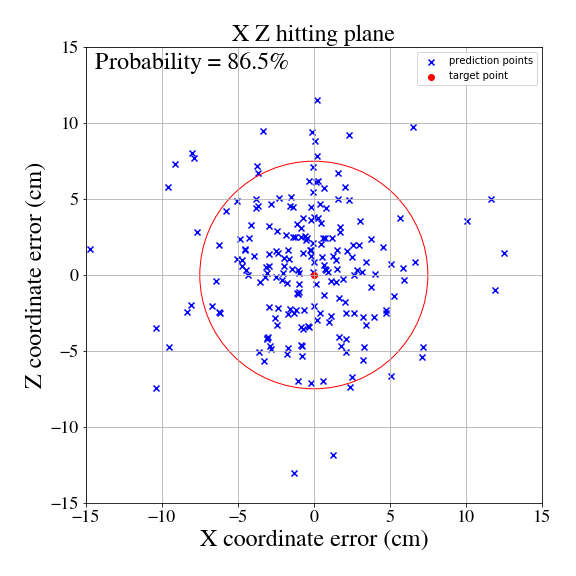 X Z hitting plane
Probability = 86.5%
prediction points
target point
15
10
5
0
−5
−10
−15
Z coordinate error (cm)
−15 −10 −5 0 5 10 15
X coordinate error (cm)